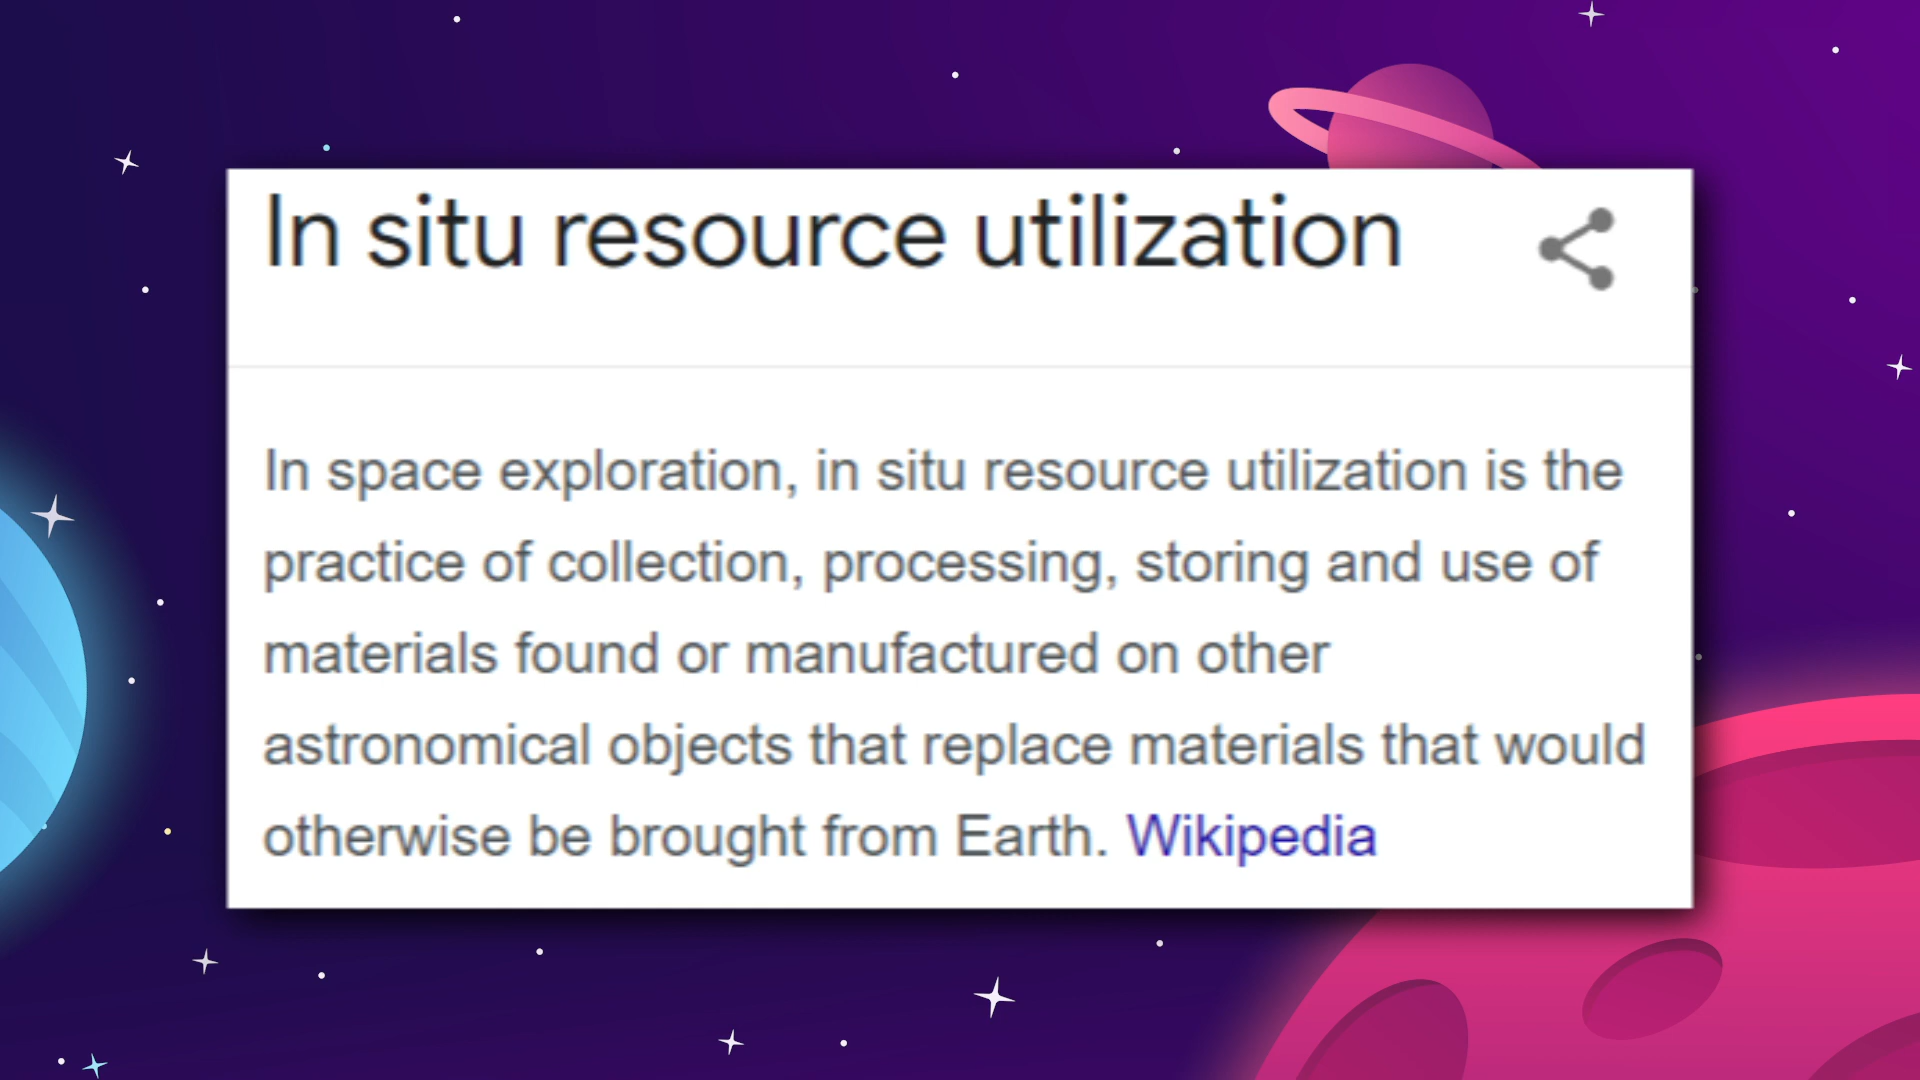 In situ resource utilization
In space exploration, in situ resource utilization is the
practice of collection, processing, storing and use of
materials found or manufactured on other
astronomical objects that replace materials that would
otherwise be brought from Earth. Wikipedia